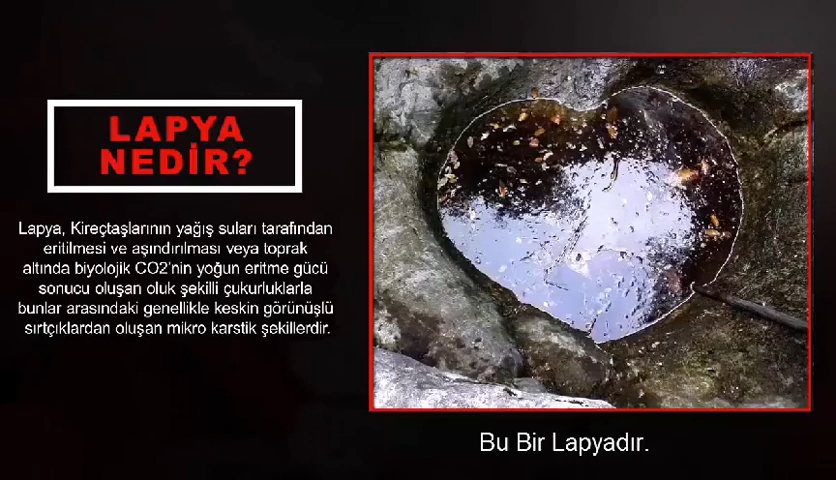 LAPYA
NEDİR?
Lapya, Kireçtaşlarının yağış suları tarafından
eritilmesi ve aşındırılması veya toprak
altında biyolojik CO2'nin yoğun eritme gücü
sonucu oluşan oluk şekilli çukurluklarla
bunlar arasındaki genellikle keskin görünüşlü
sırtçıklardan oluşan mikro karstik şekillerdir.
Bu Bir Lapyadır.